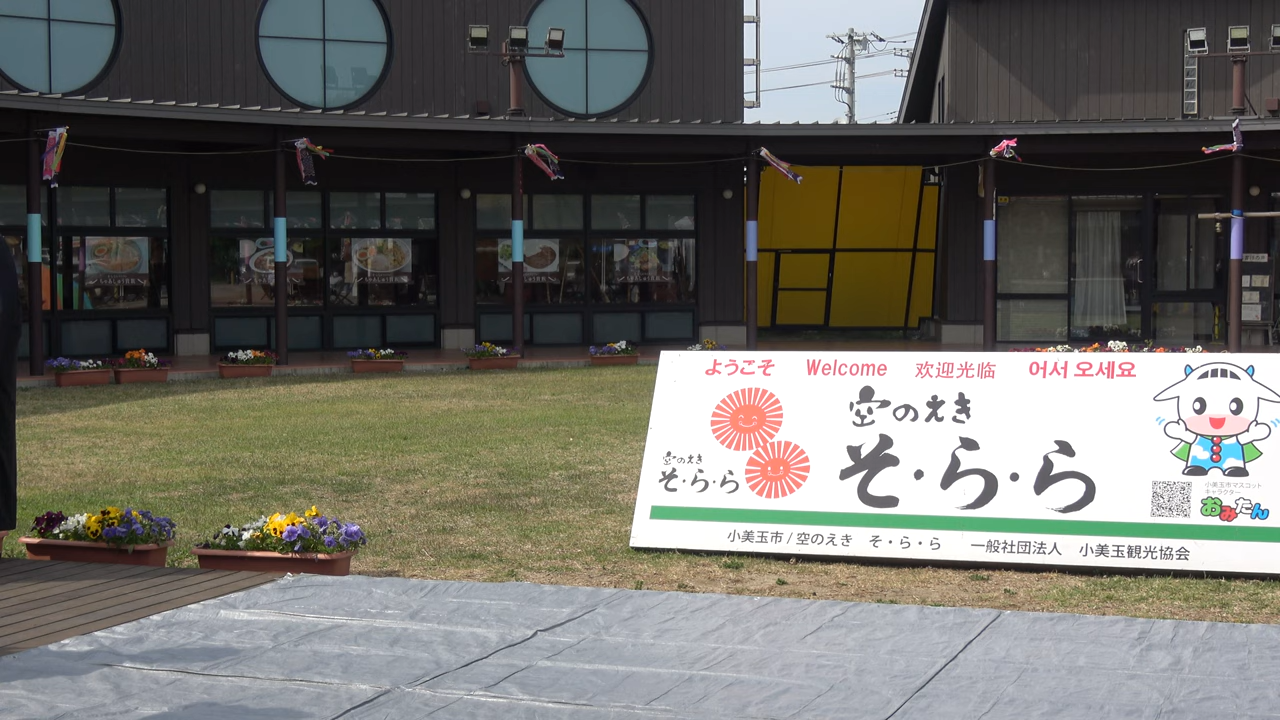 ようこそ Welcome 欢迎光临 어서 오세요
空のえき
そ・ら・ら
空のえき
そ・ら・ら
小美玉市マスコット
キャラクター
おみたん
小美玉市 / 空のえき そ・ら・ら 一般社団法人 小美玉観光協会